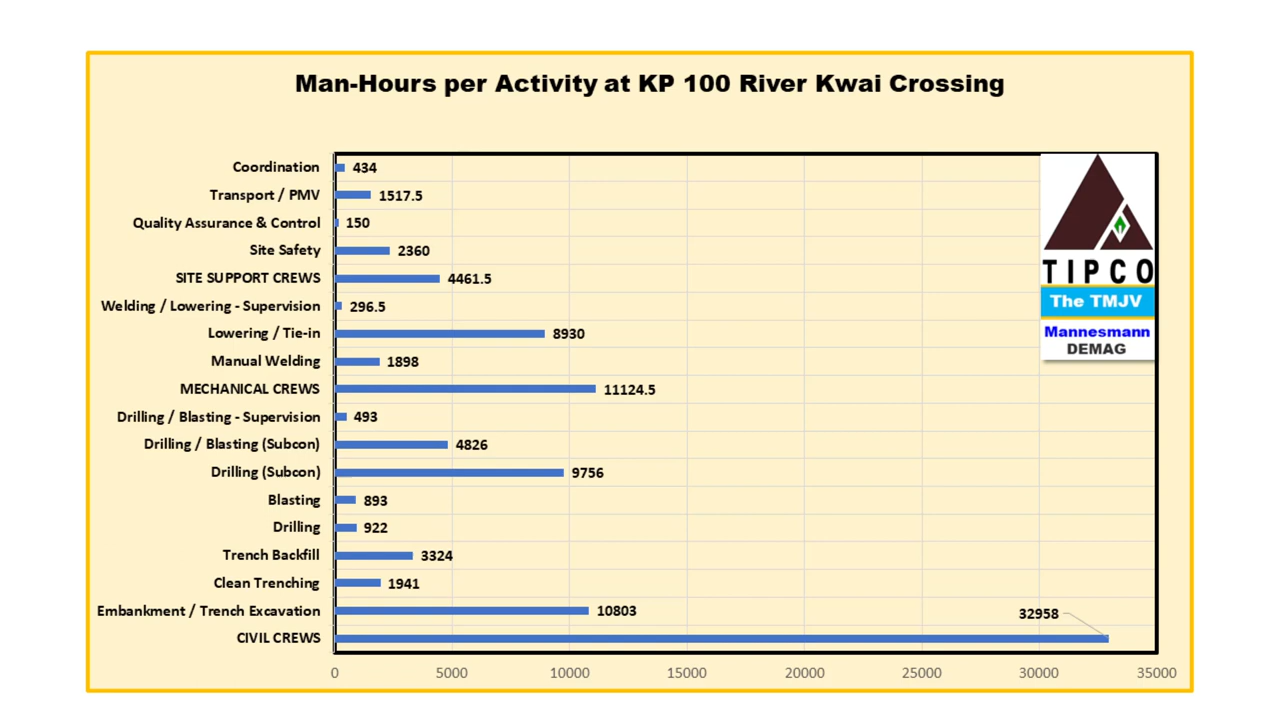 Man-Hours per Activity at KP 100 River Kwai Crossing
Coordination 434
Transport / PMV 1517.5
Quality Assurance & Control 150
Site Safety 2360
SITE SUPPORT CREWS 4461.5
Welding / Lowering - Supervision 296.5
Lowering / Tie-in 8930
Manual Welding 1898
MECHANICAL CREWS 11124.5
Drilling / Blasting - Supervision 493
Drilling / Blasting (Subcon) 4826
Drilling (Subcon) 9756
Blasting 893
Drilling 922
Trench Backfill 3324
Clean Trenching 1941
Embankment / Trench Excavation 10803
CIVIL CREWS 32958
0 5000 10000 15000 20000 25000 30000 35000
TIPCO
The TMJV
Mannesmann
DEMAG